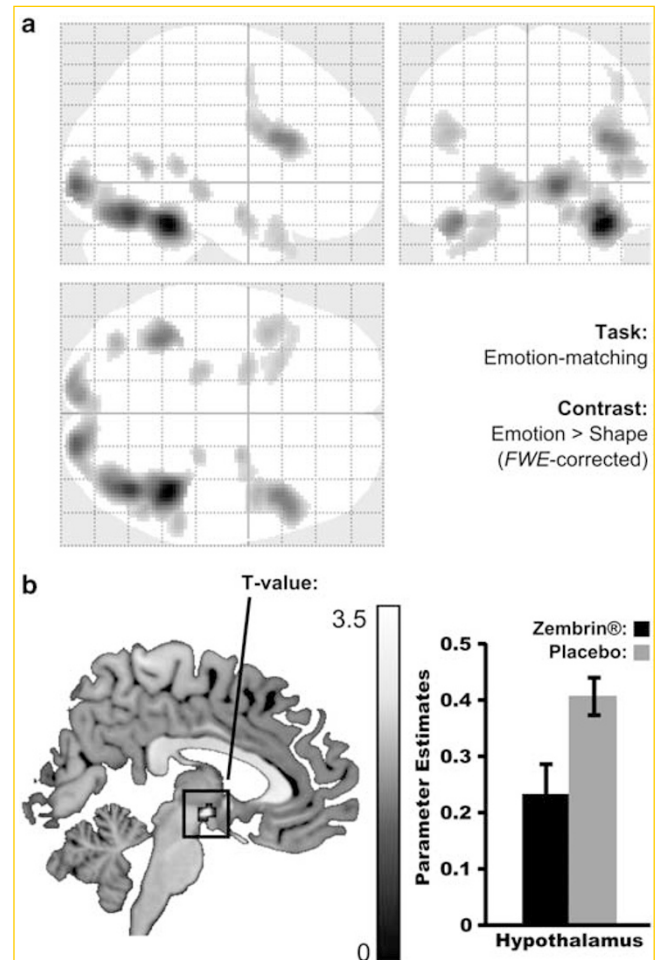 a
Task:
Emotion-matching
Contrast:
Emotion > Shape
(FWE-corrected)
b
T-value:
3.5
0
Zembrin®:
Placebo:
0.5
0.4
0.3
0.2
0.1
0
Parameter Estimates
Hypothalamus